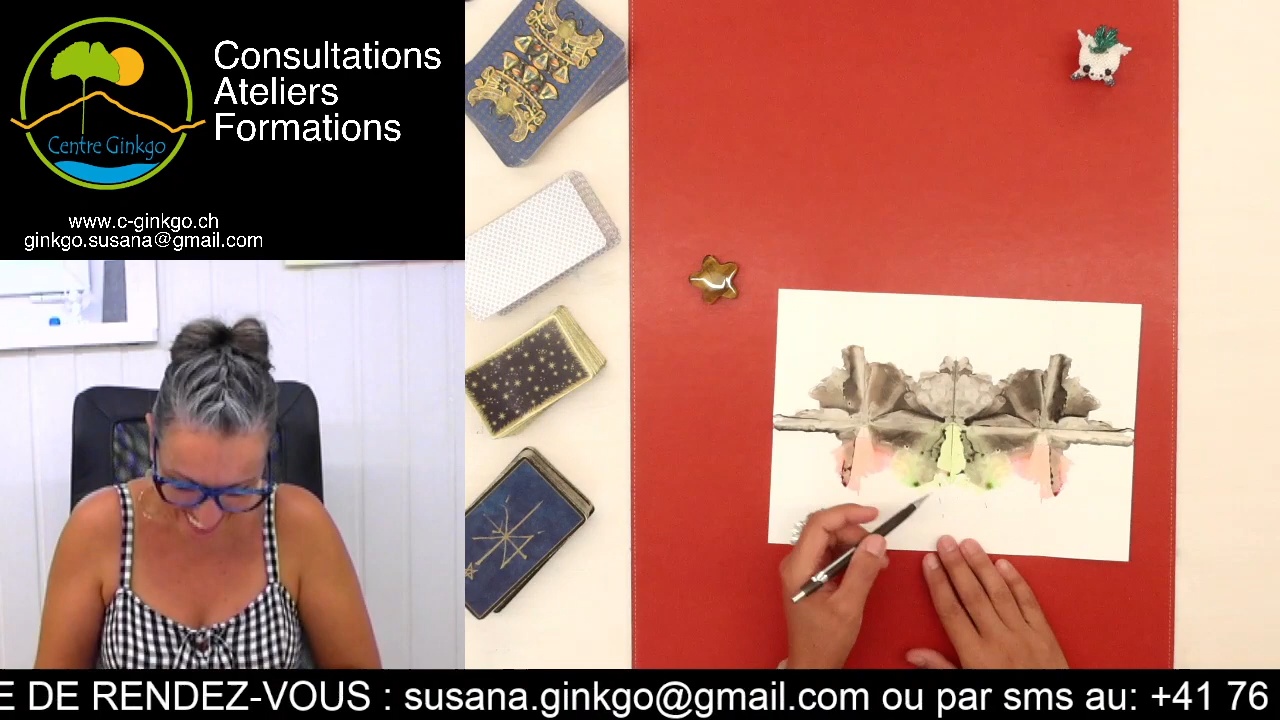 Consultations
Ateliers
Formations
Centre Ginkgo
www.c-ginkgo.ch
ginkgo.susana@gmail.com
E DE RENDEZ-VOUS : susana.ginkgo@gmail.com ou par sms au: +41 76